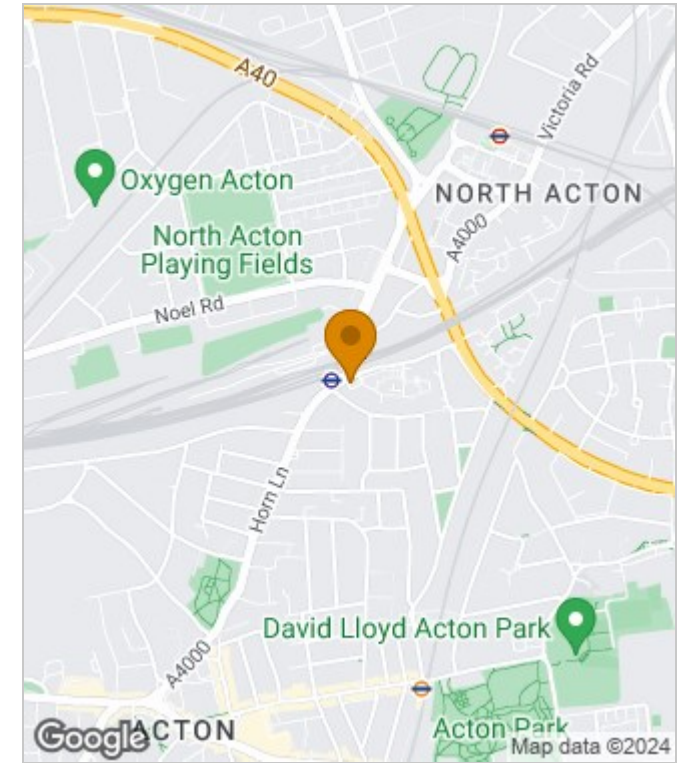 A40
Victoria Rd
Oxygen Acton
NORTH ACTON
A4000
North Acton
Playing Fields
Noel Rd
Horn Ln
David Lloyd Acton Park
A4000
ACTON
Acton Park
Google
Map data ©2024